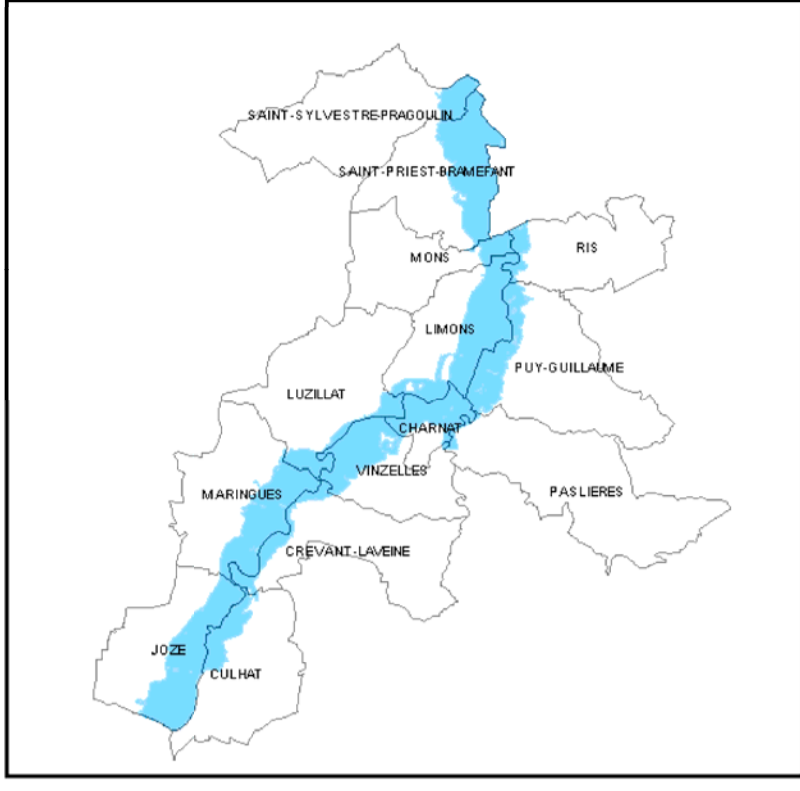 SAINT-SYLVESTRE-PRAGOULIN
SAINT-PRIEST-BRAMEFANT
RIS
MONS
LIMONS
PUY-GUILLAUME
LUZILLAT
CHARNAT
VINZELLES
MARINGUES
PASLIERES
CREVANT-LAVEINE
JOZE
CULHAT